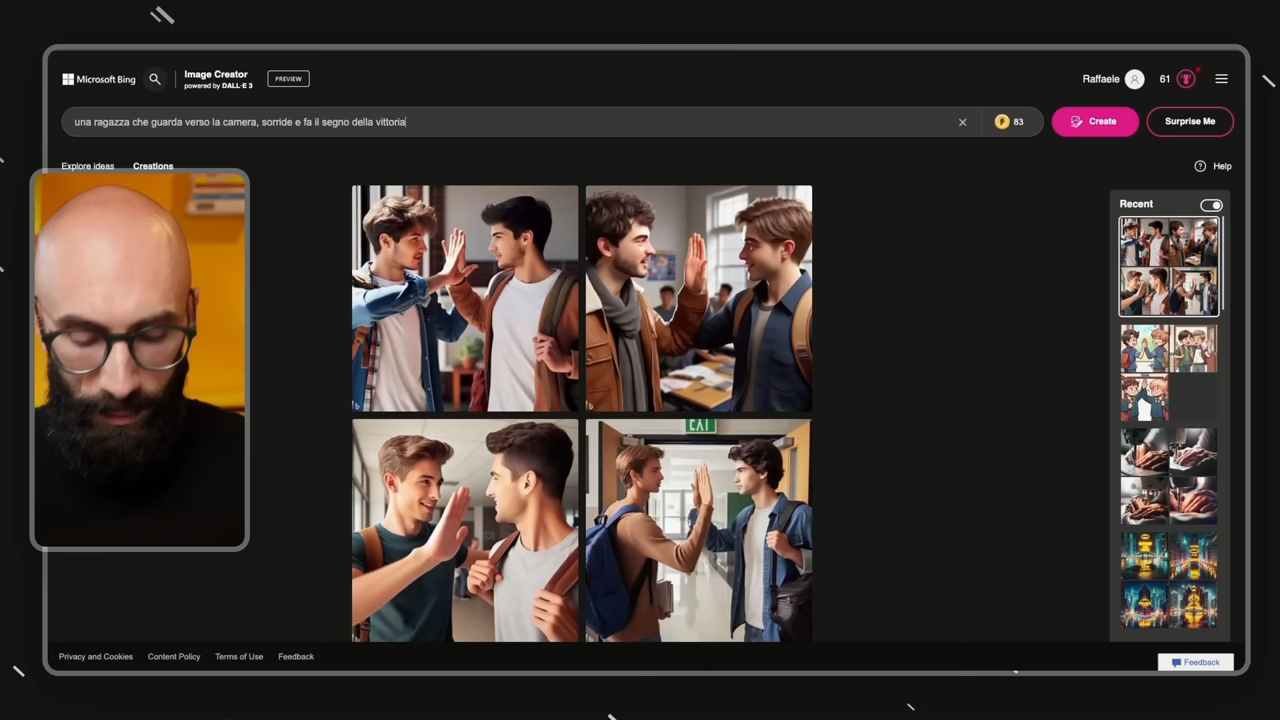 Microsoft Bing
Image Creator
powered by DALL·E 3
PREVIEW
Raffaele
61
una ragazza che guarda verso la camera, sorride e fa il segno della vittoria
83
Create
Surprise Me
Explore ideas
Creations
Help
Recent
EXIT
Privacy and Cookies
Content Policy
Terms of Use
Feedback
Feedback